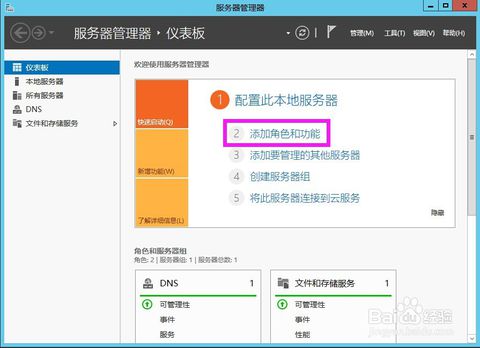 服务器管理器
服务器管理器 · 仪表板
管理(M) 工具(T) 视图(V) 帮助(H)
仪表板
本地服务器
所有服务器
DNS
文件和存储服务
欢迎使用服务器管理器
快速启动(Q)
新增功能(W)
了解详细信息(L)
1 配置此本地服务器
2 添加角色和功能
3 添加要管理的其他服务器
4 创建服务器组
5 将此服务器连接到云服务
隐藏
角色和服务器组
角色: 2 | 服务器组: 1 | 服务器总数: 1
DNS 1
可管理性
事件
服务
文件和存储服务 1
可管理性
事件
性能
Baidu 经验
jingyan.baidu.com